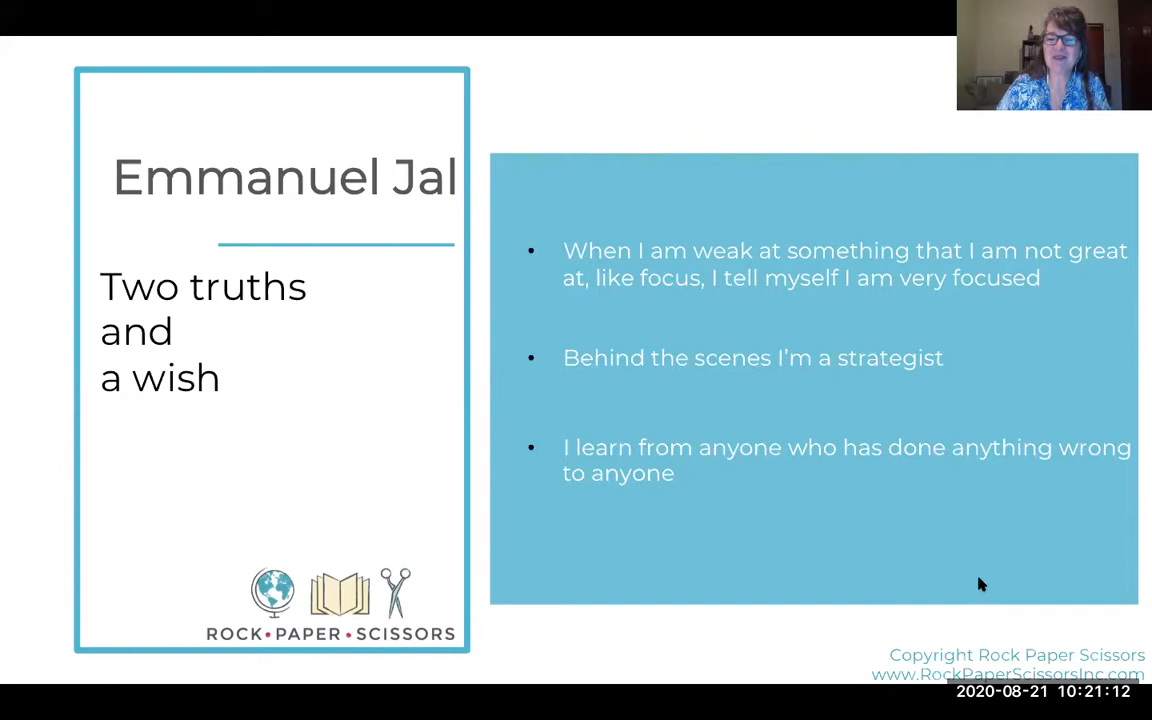 Emmanuel Jal
Two truths
and
a wish
• When I am weak at something that I am not great
at, like focus, I tell myself I am very focused
• Behind the scenes I'm a strategist
• I learn from anyone who has done anything wrong
to anyone
ROCK•PAPER•SCISSORS
Copyright Rock Paper Scissors
www.RockPaperScissorsInc.com
2020-08-21 10:21:12